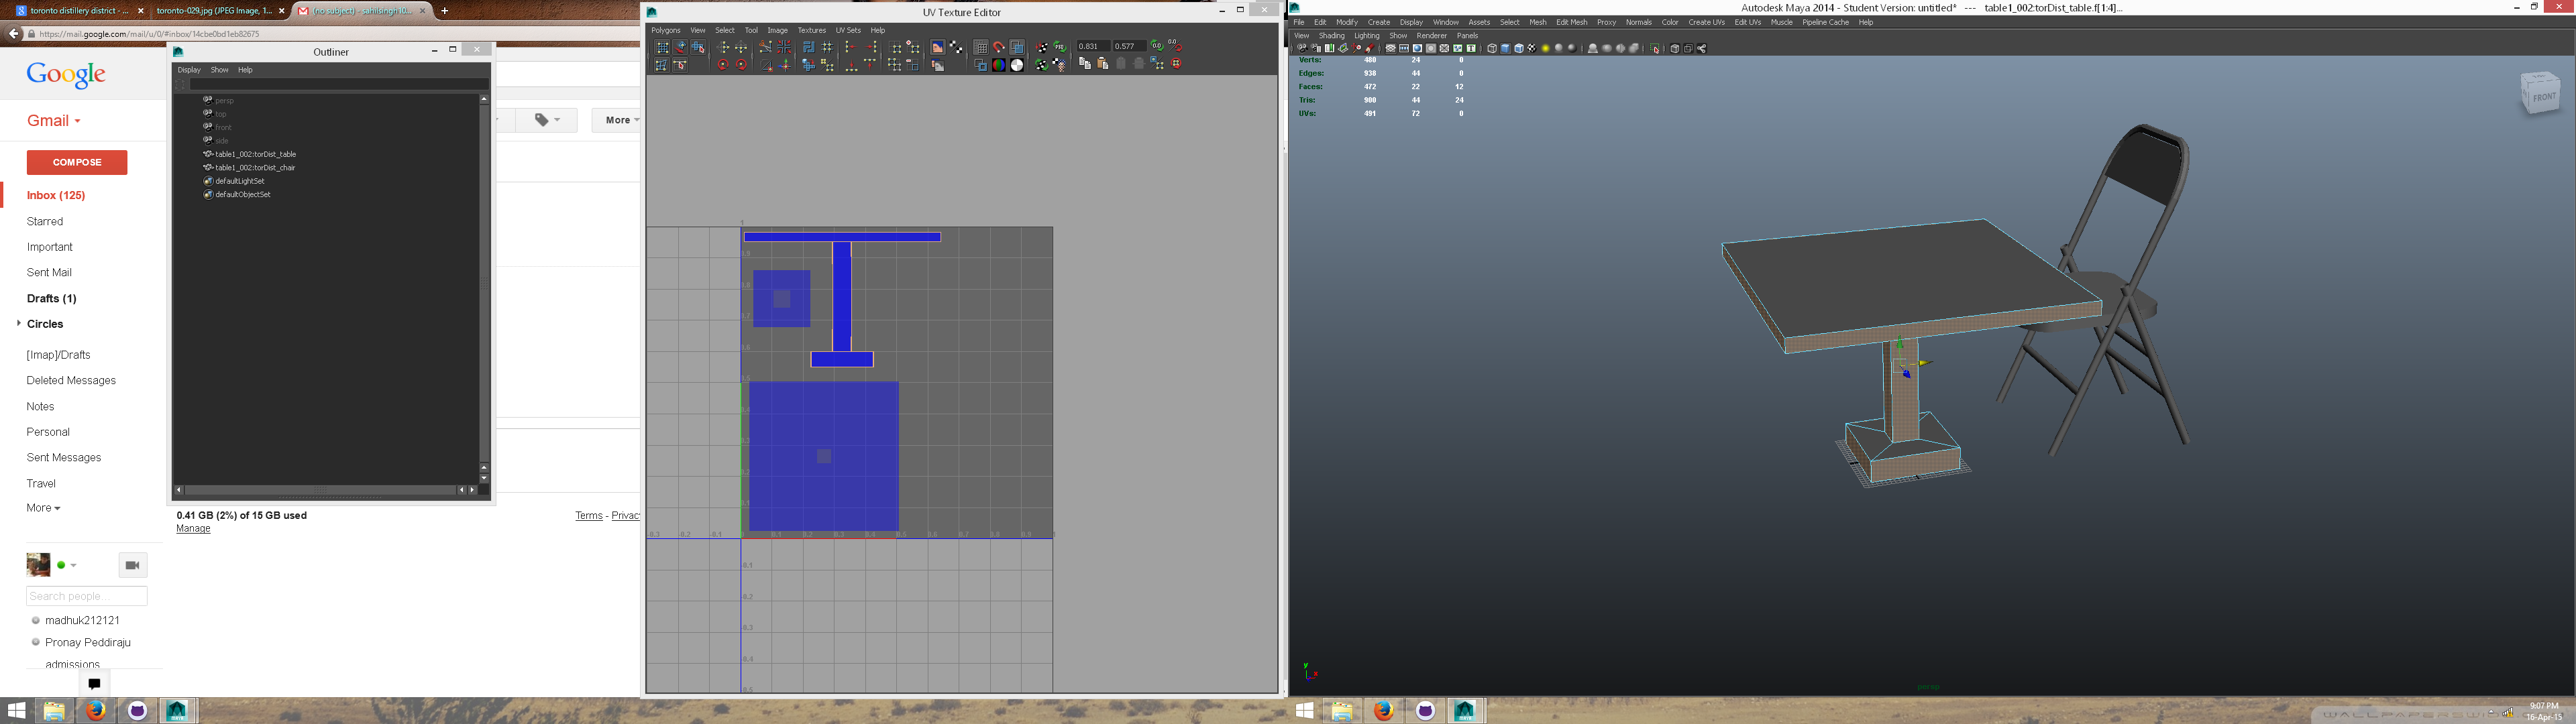 toronto distillery district - ...
toronto-029.jpg (JPEG Image, 1...
(no subject) - sahilsingh10...
https://mail.google.com/mail/u/0/#inbox/14cbe0bd1eb82675
Google
Gmail
More
COMPOSE
Inbox (125)
Starred
Important
Sent Mail
Drafts (1)
Circles
[Imap]/Drafts
Deleted Messages
Notes
Personal
Sent Messages
Travel
More
0.41 GB (2%) of 15 GB used
Manage
Terms - Privac
Search people...
madhuk212121
Pronay Peddiraju
admissions
Outliner
Display Show Help
persp
top
front
side
table1_002:torDist_table
table1_002:torDist_chair
defaultLightSet
defaultObjectSet
UV Texture Editor
Polygons View Select Tool Image Textures UV Sets Help
0.831 0.577
Autodesk Maya 2014 - Student Version: untitled* --- table1_002:torDist_table.f[1:4]...
File Edit Modify Create Display Window Assets Select Mesh Edit Mesh Proxy Normals Color Create UVs Edit UVs Muscle Pipeline Cache Help
View Shading Lighting Show Renderer Panels
Verts: 480 24 0
Edges: 938 44 0
Faces: 472 22 12
Tris: 900 44 24
UVs: 491 72 0
FRONT
persp
9:07 PM
16-Apr-15